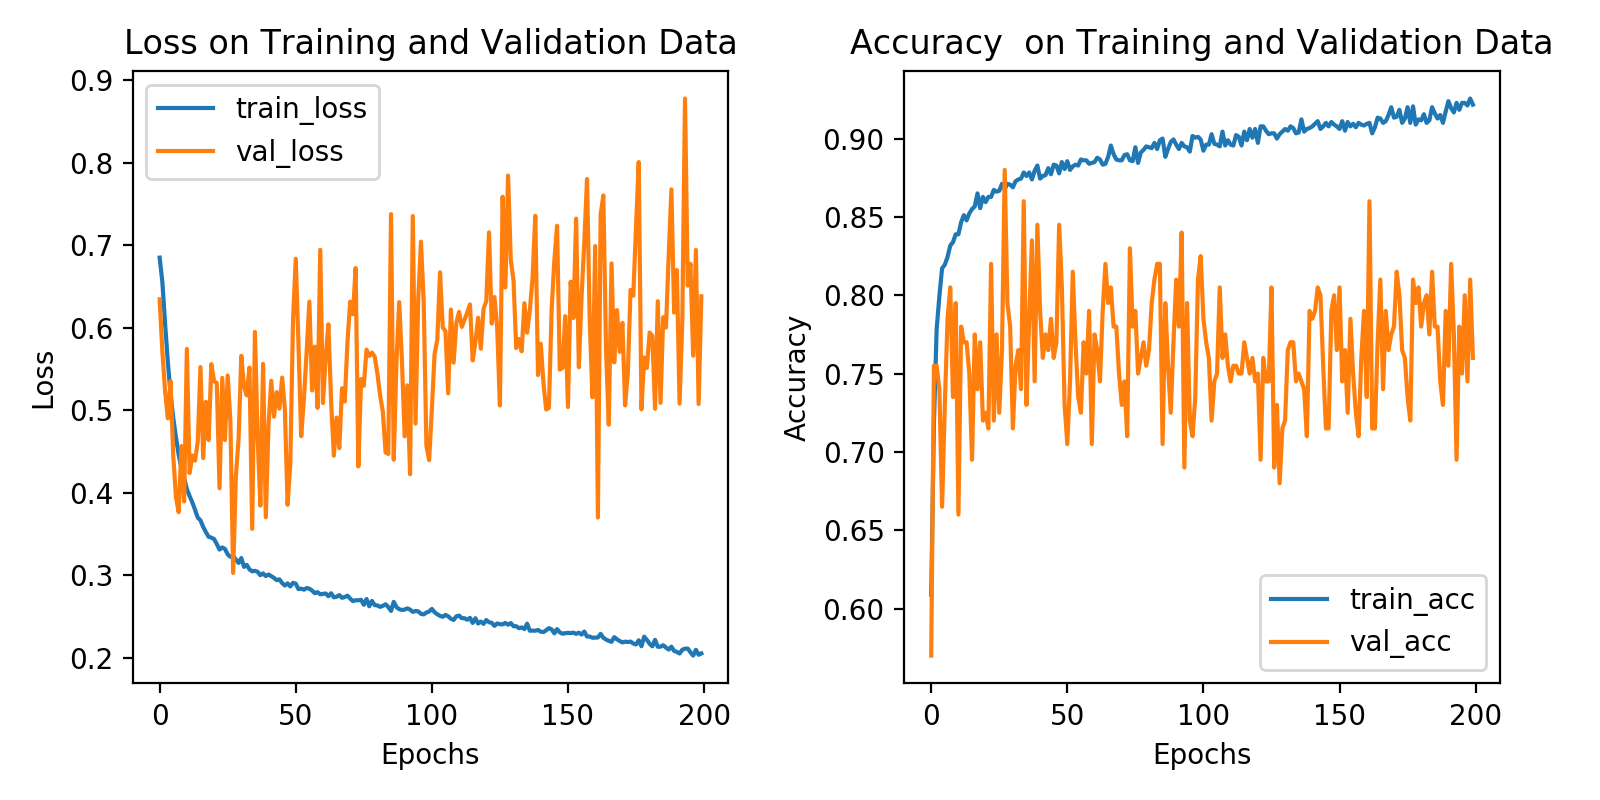 Loss on Training and Validation Data
0.9
0.8
0.7
0.6
0.5
0.4
0.3
0.2
Loss
train_loss
val_loss
0 50 100 150 200
Epochs
Accuracy  on Training and Validation Data
0.90
0.85
0.80
0.75
0.70
0.65
0.60
Accuracy
train_acc
val_acc
0 50 100 150 200
Epochs